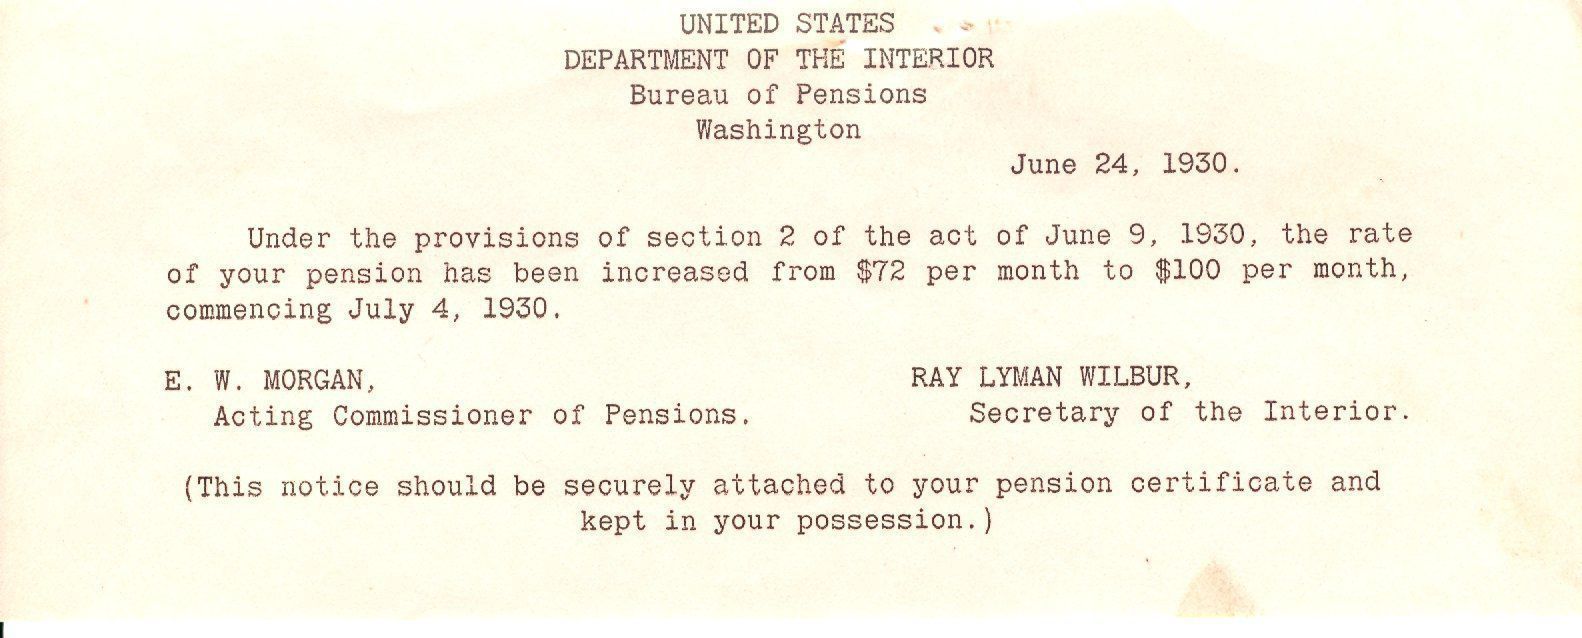 UNITED STATES
DEPARTMENT OF THE INTERIOR
Bureau of Pensions
Washington
June 24, 1930.
Under the provisions of section 2 of the act of June 9, 1930, the rate
of your pension has been increased from $72 per month to $100 per month,
commencing July 4, 1930.
E. W. MORGAN,
Acting Commissioner of Pensions.
RAY LYMAN WILBUR,
Secretary of the Interior.
(This notice should be securely attached to your pension certificate and
kept in your possession.)